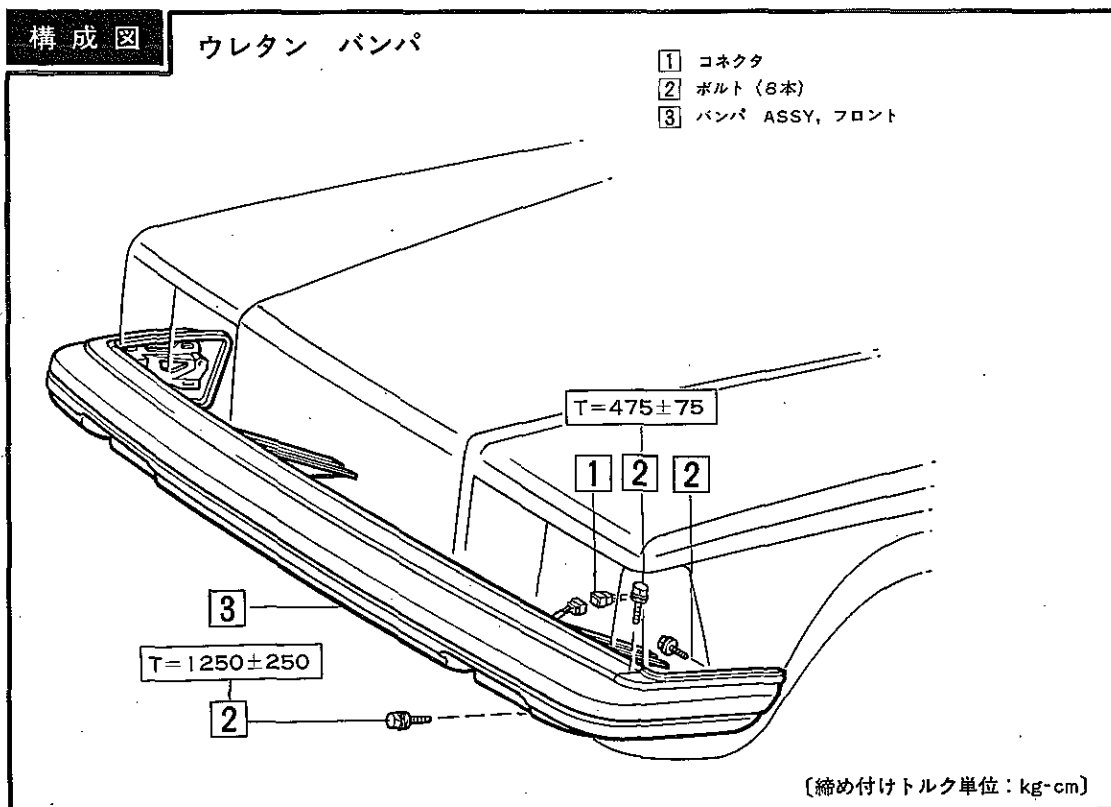 構成図
ウレタン バンパ
1 コネクタ
2 ボルト (8本)
3 バンパ ASSY, フロント
T=475±75
1 2 2
3
T=1250±250
2
〔締め付けトルク単位：kg-cm〕